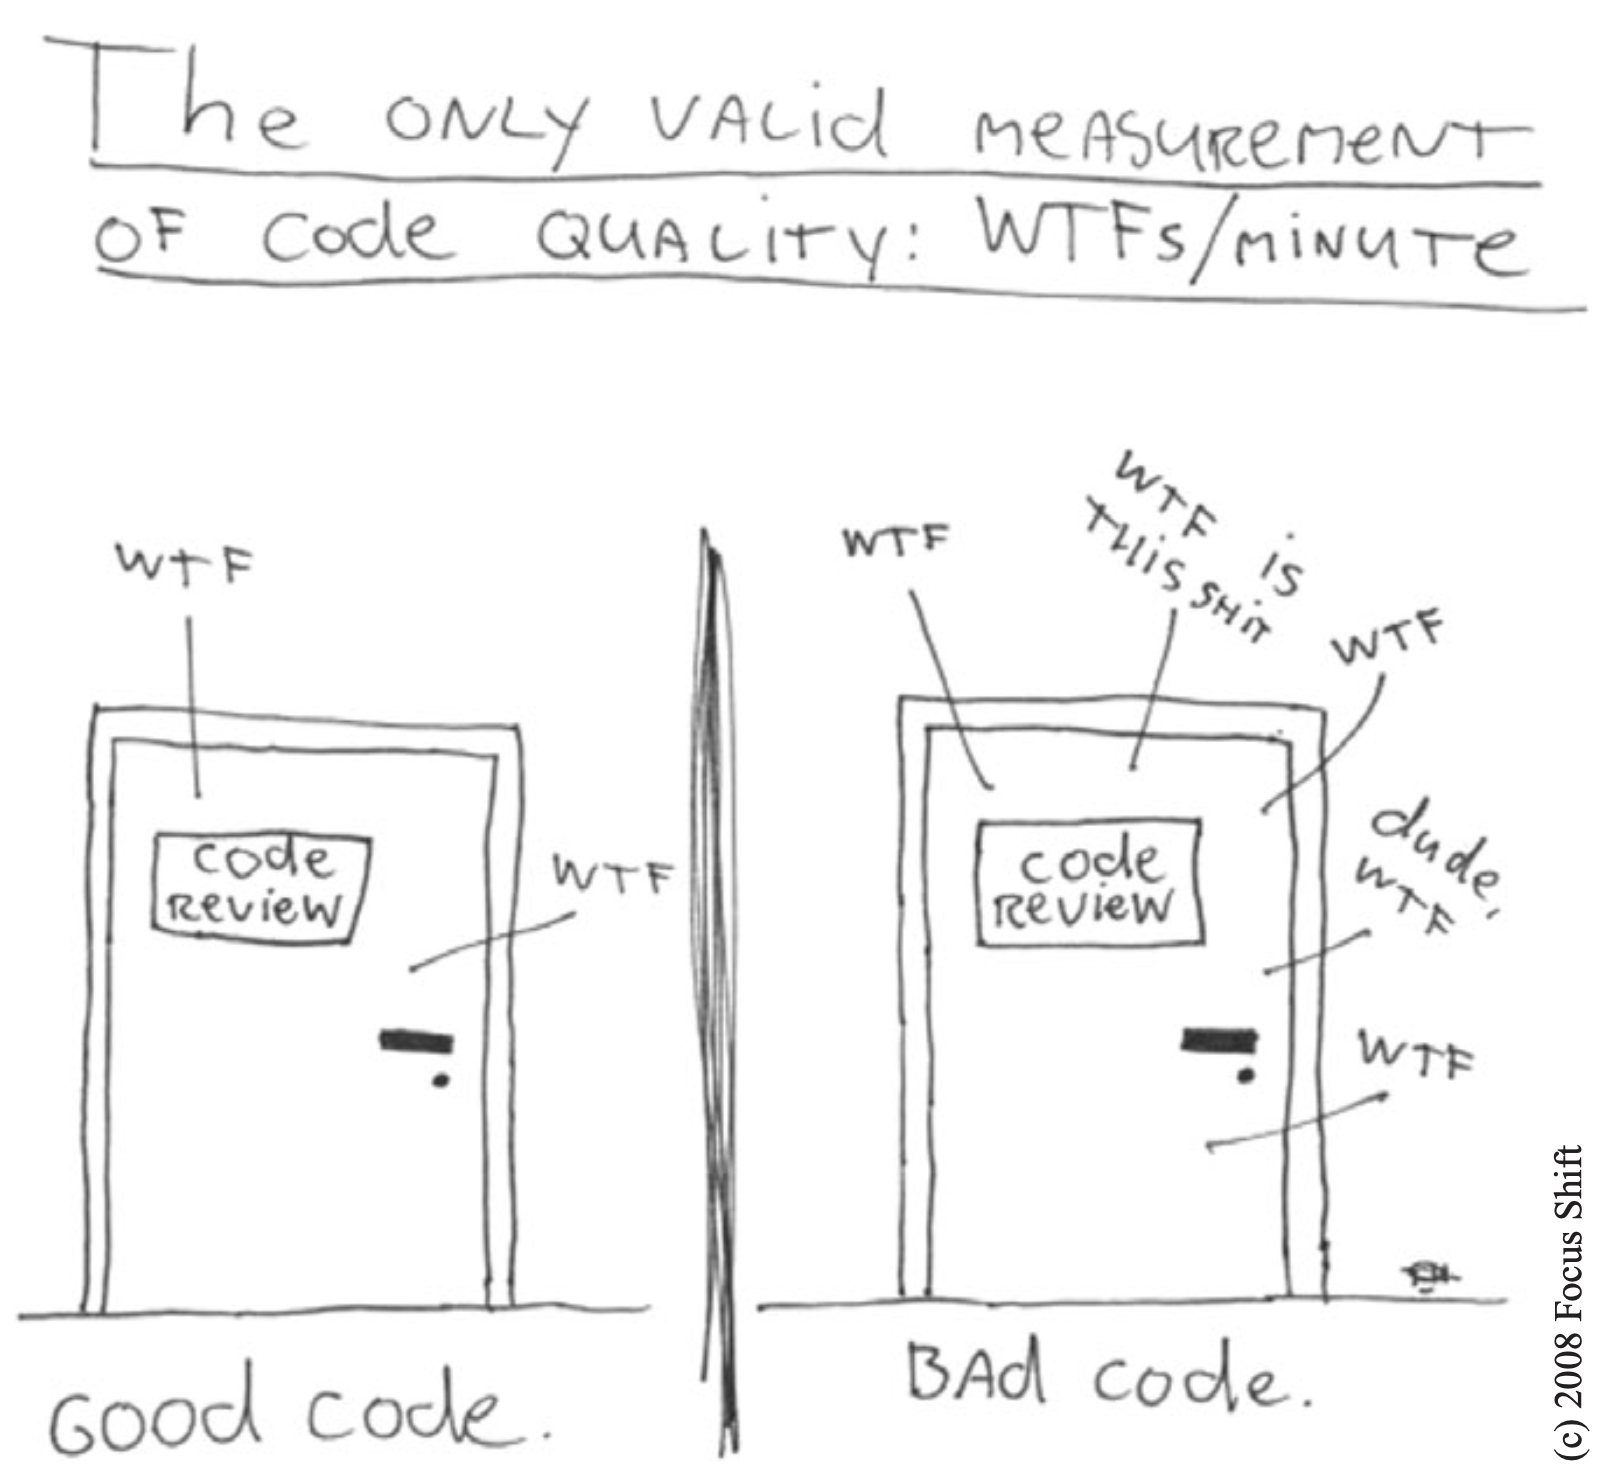 The ONLY VALid MeASUReMeNT
OF Code QUALiTY: WTFs/MiNUTe
WTF
Code
Review
WTF
Good Code.
WTF
WTF is
THis SHiT
WTF
Code
Review
dude,
WTF
WTF
BAd Code.
(c) 2008 Focus Shift